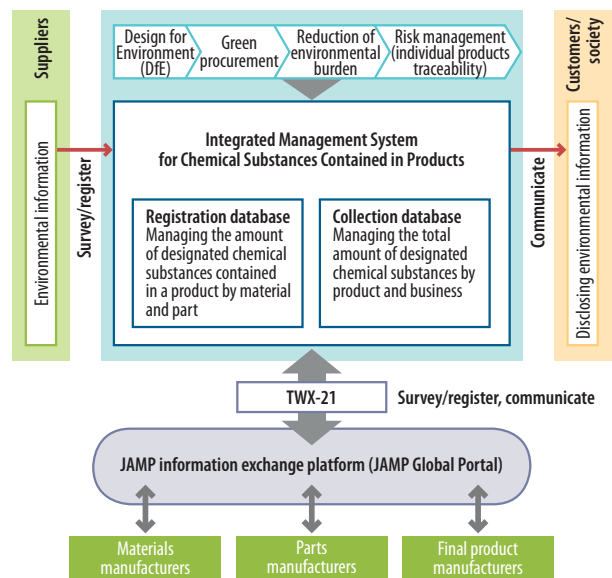 Suppliers
Environmental information
Survey/register
Design for
Environment
(DfE)
Green
procurement
Reduction of
environmental
burden
Risk management
(individual products
traceability)
Integrated Management System
for Chemical Substances Contained in Products
Registration database
Managing the amount
of designated chemical
substances contained
in a product by material
and part
Collection database
Managing the total
amount of designated
chemical substances by
product and business
Communicate
Customers/
society
Disclosing environmental information
TWX-21
Survey/register, communicate
JAMP information exchange platform (JAMP Global Portal)
Materials
manufacturers
Parts
manufacturers
Final product
manufacturers